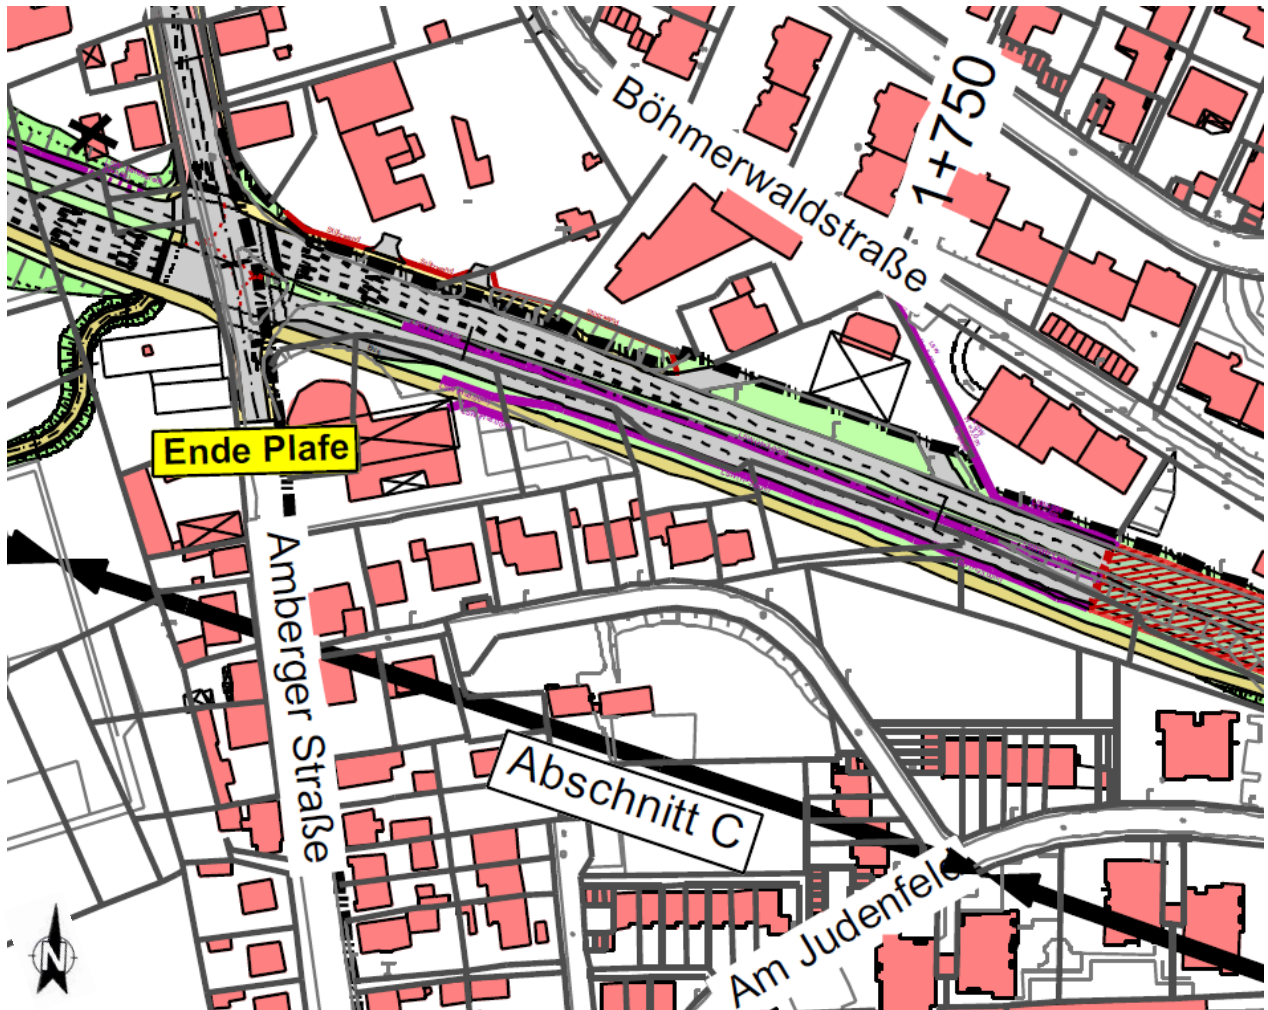 Böhmerwaldstraße
1+750
Ende Plafe
Amberger Straße
Abschnitt C
Am Judenfeld
N